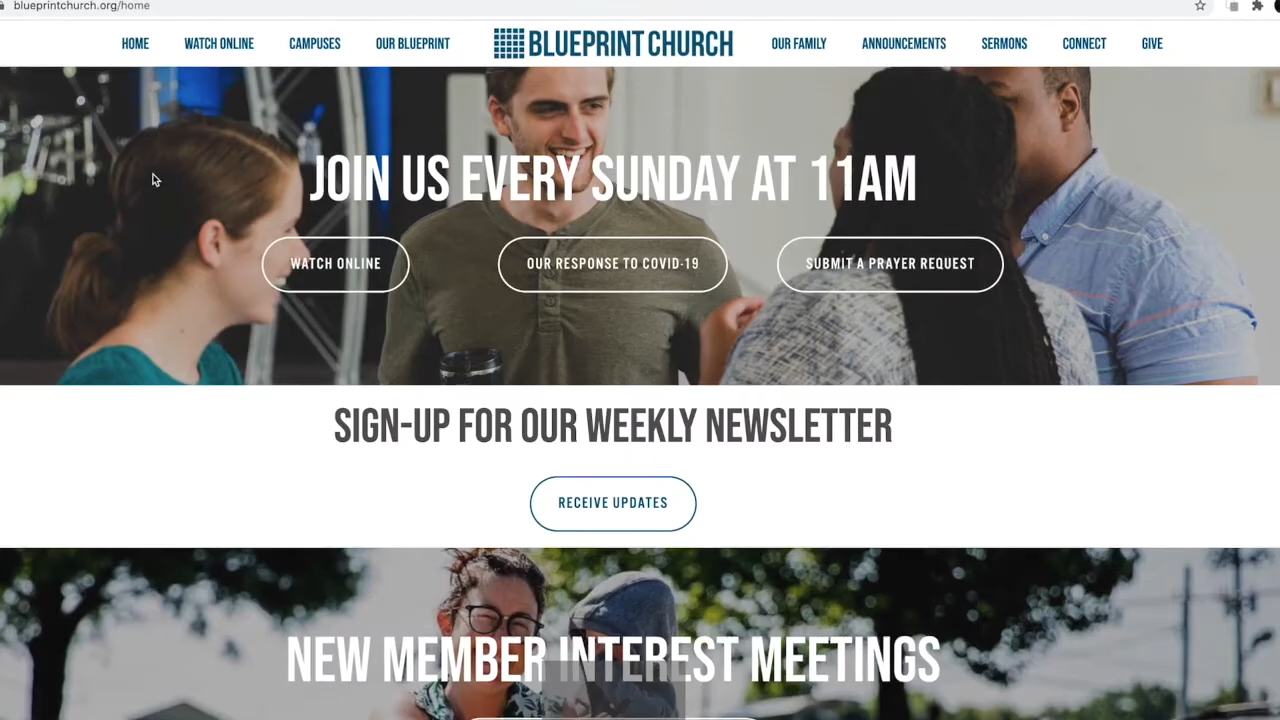 blueprintchurch.org/home
HOME WATCH ONLINE CAMPUSES OUR BLUEPRINT BLUEPRINT CHURCH OUR FAMILY ANNOUNCEMENTS SERMONS CONNECT GIVE
JOIN US EVERY SUNDAY AT 11AM
WATCH ONLINE OUR RESPONSE TO COVID-19 SUBMIT A PRAYER REQUEST
SIGN-UP FOR OUR WEEKLY NEWSLETTER
RECEIVE UPDATES
NEW MEMBER INTEREST MEETINGS